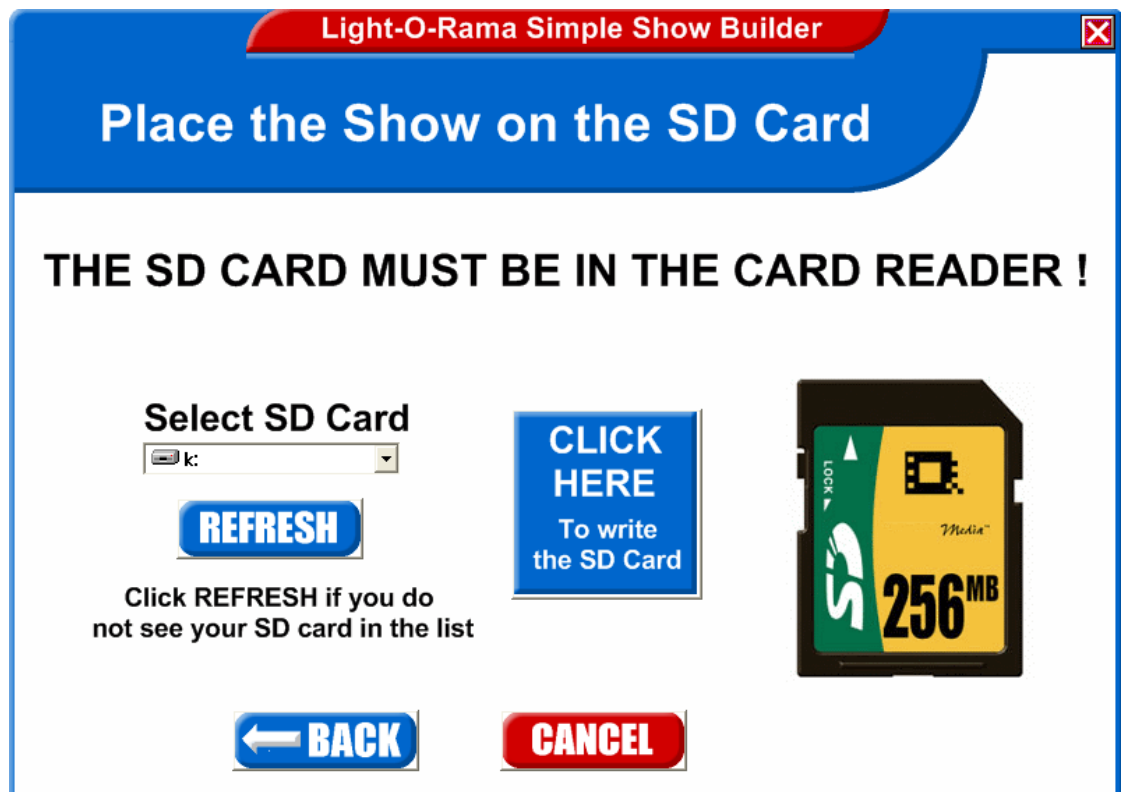 Light-O-Rama Simple Show Builder
Place the Show on the SD Card
THE SD CARD MUST BE IN THE CARD READER !
Select SD Card
k:
REFRESH
Click REFRESH if you do
not see your SD card in the list
CLICK
HERE
To write
the SD Card
LOCK
SD
Media™
256MB
BACK
CANCEL